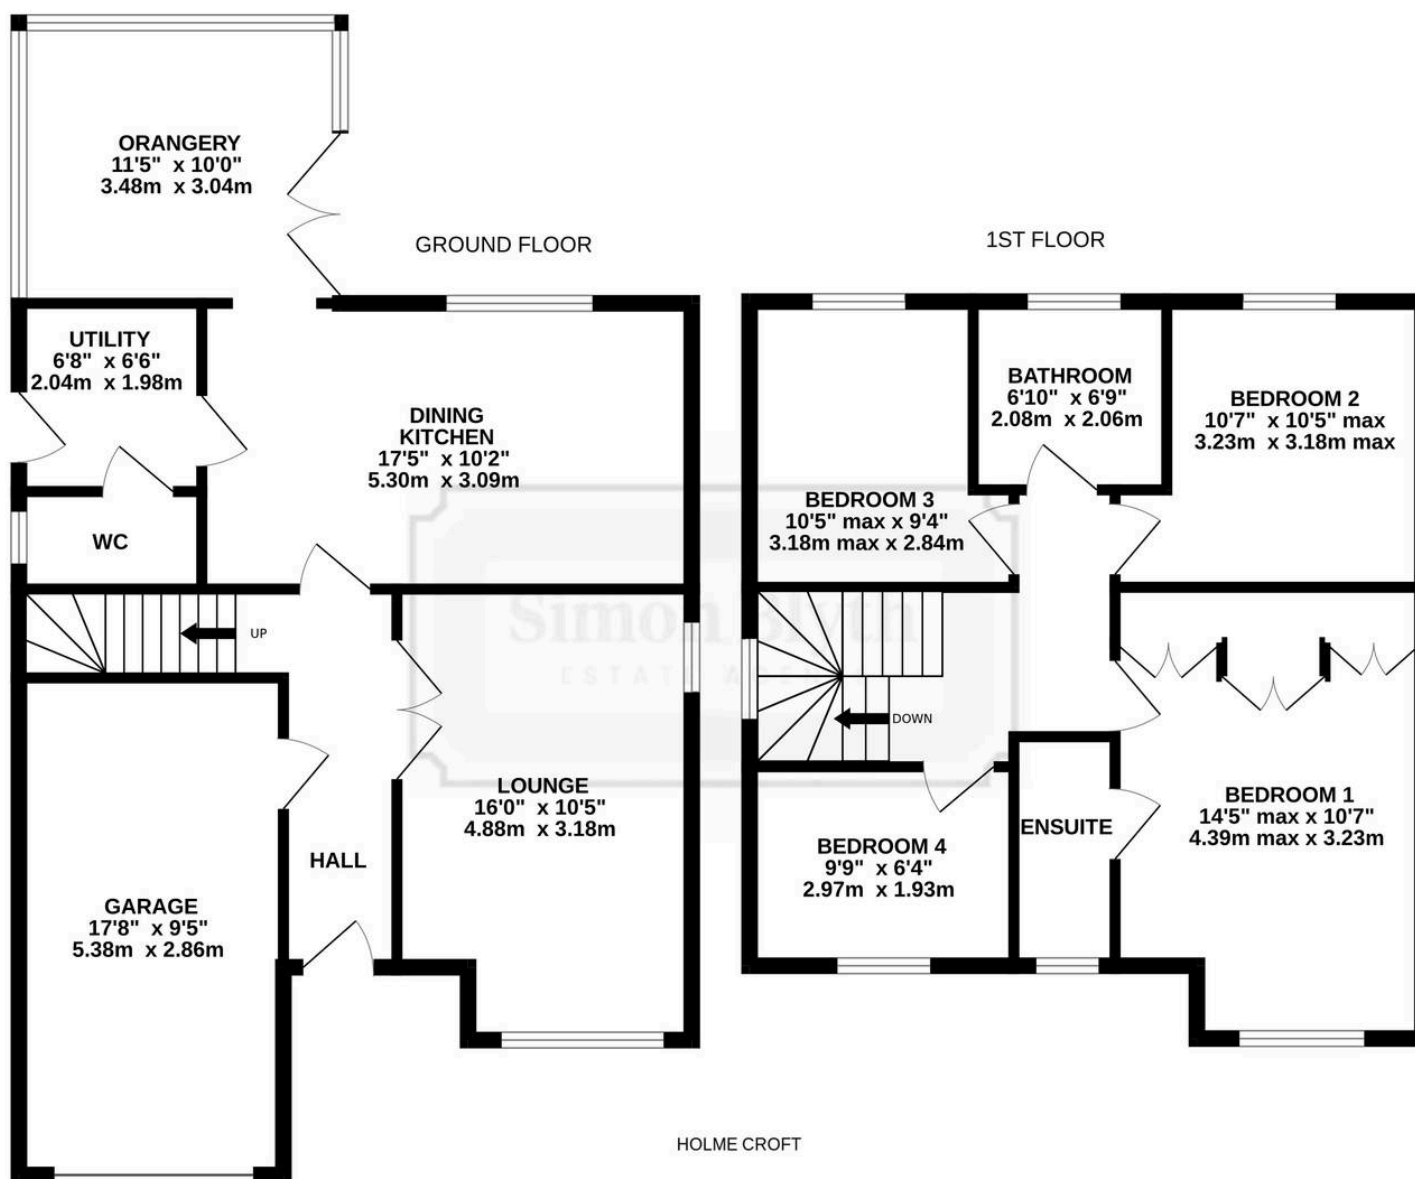 ORANGERY
11'5" x 10'0"
3.48m x 3.04m
GROUND FLOOR
UTILITY
6'8" x 6'6"
2.04m x 1.98m
DINING
KITCHEN
17'5" x 10'2"
5.30m x 3.09m
WC
UP
LOUNGE
16'0" x 10'5"
4.88m x 3.18m
HALL
GARAGE
17'8" x 9'5"
5.38m x 2.86m
1ST FLOOR
BATHROOM
6'10" x 6'9"
2.08m x 2.06m
BEDROOM 2
10'7" x 10'5" max
3.23m x 3.18m max
BEDROOM 3
10'5" max x 9'4"
3.18m max x 2.84m
DOWN
BEDROOM 1
14'5" max x 10'7"
4.39m max x 3.23m
ENSUITE
BEDROOM 4
9'9" x 6'4"
2.97m x 1.93m
Simon Blyth
ESTATE
HOLME CROFT